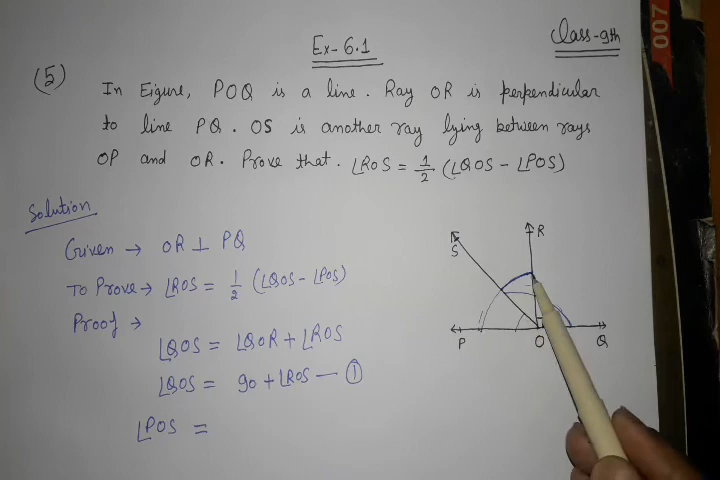 Ex-6.1
Class-9th
007
(5) In Figure, POQ is a line. Ray OR is perpendicular
to line PQ. OS is another ray lying between rays
OP and OR. Prove that. ∠ROS = 1/2 (∠QOS - ∠POS)
Solution
Given → OR ⊥ PQ
To Prove → ∠ROS = 1/2 (∠QOS - ∠POS)
Proof →
∠QOS = ∠QOR + ∠ROS
∠QOS = 90 + ∠ROS — ①
∠POS =
R
S
P O Q